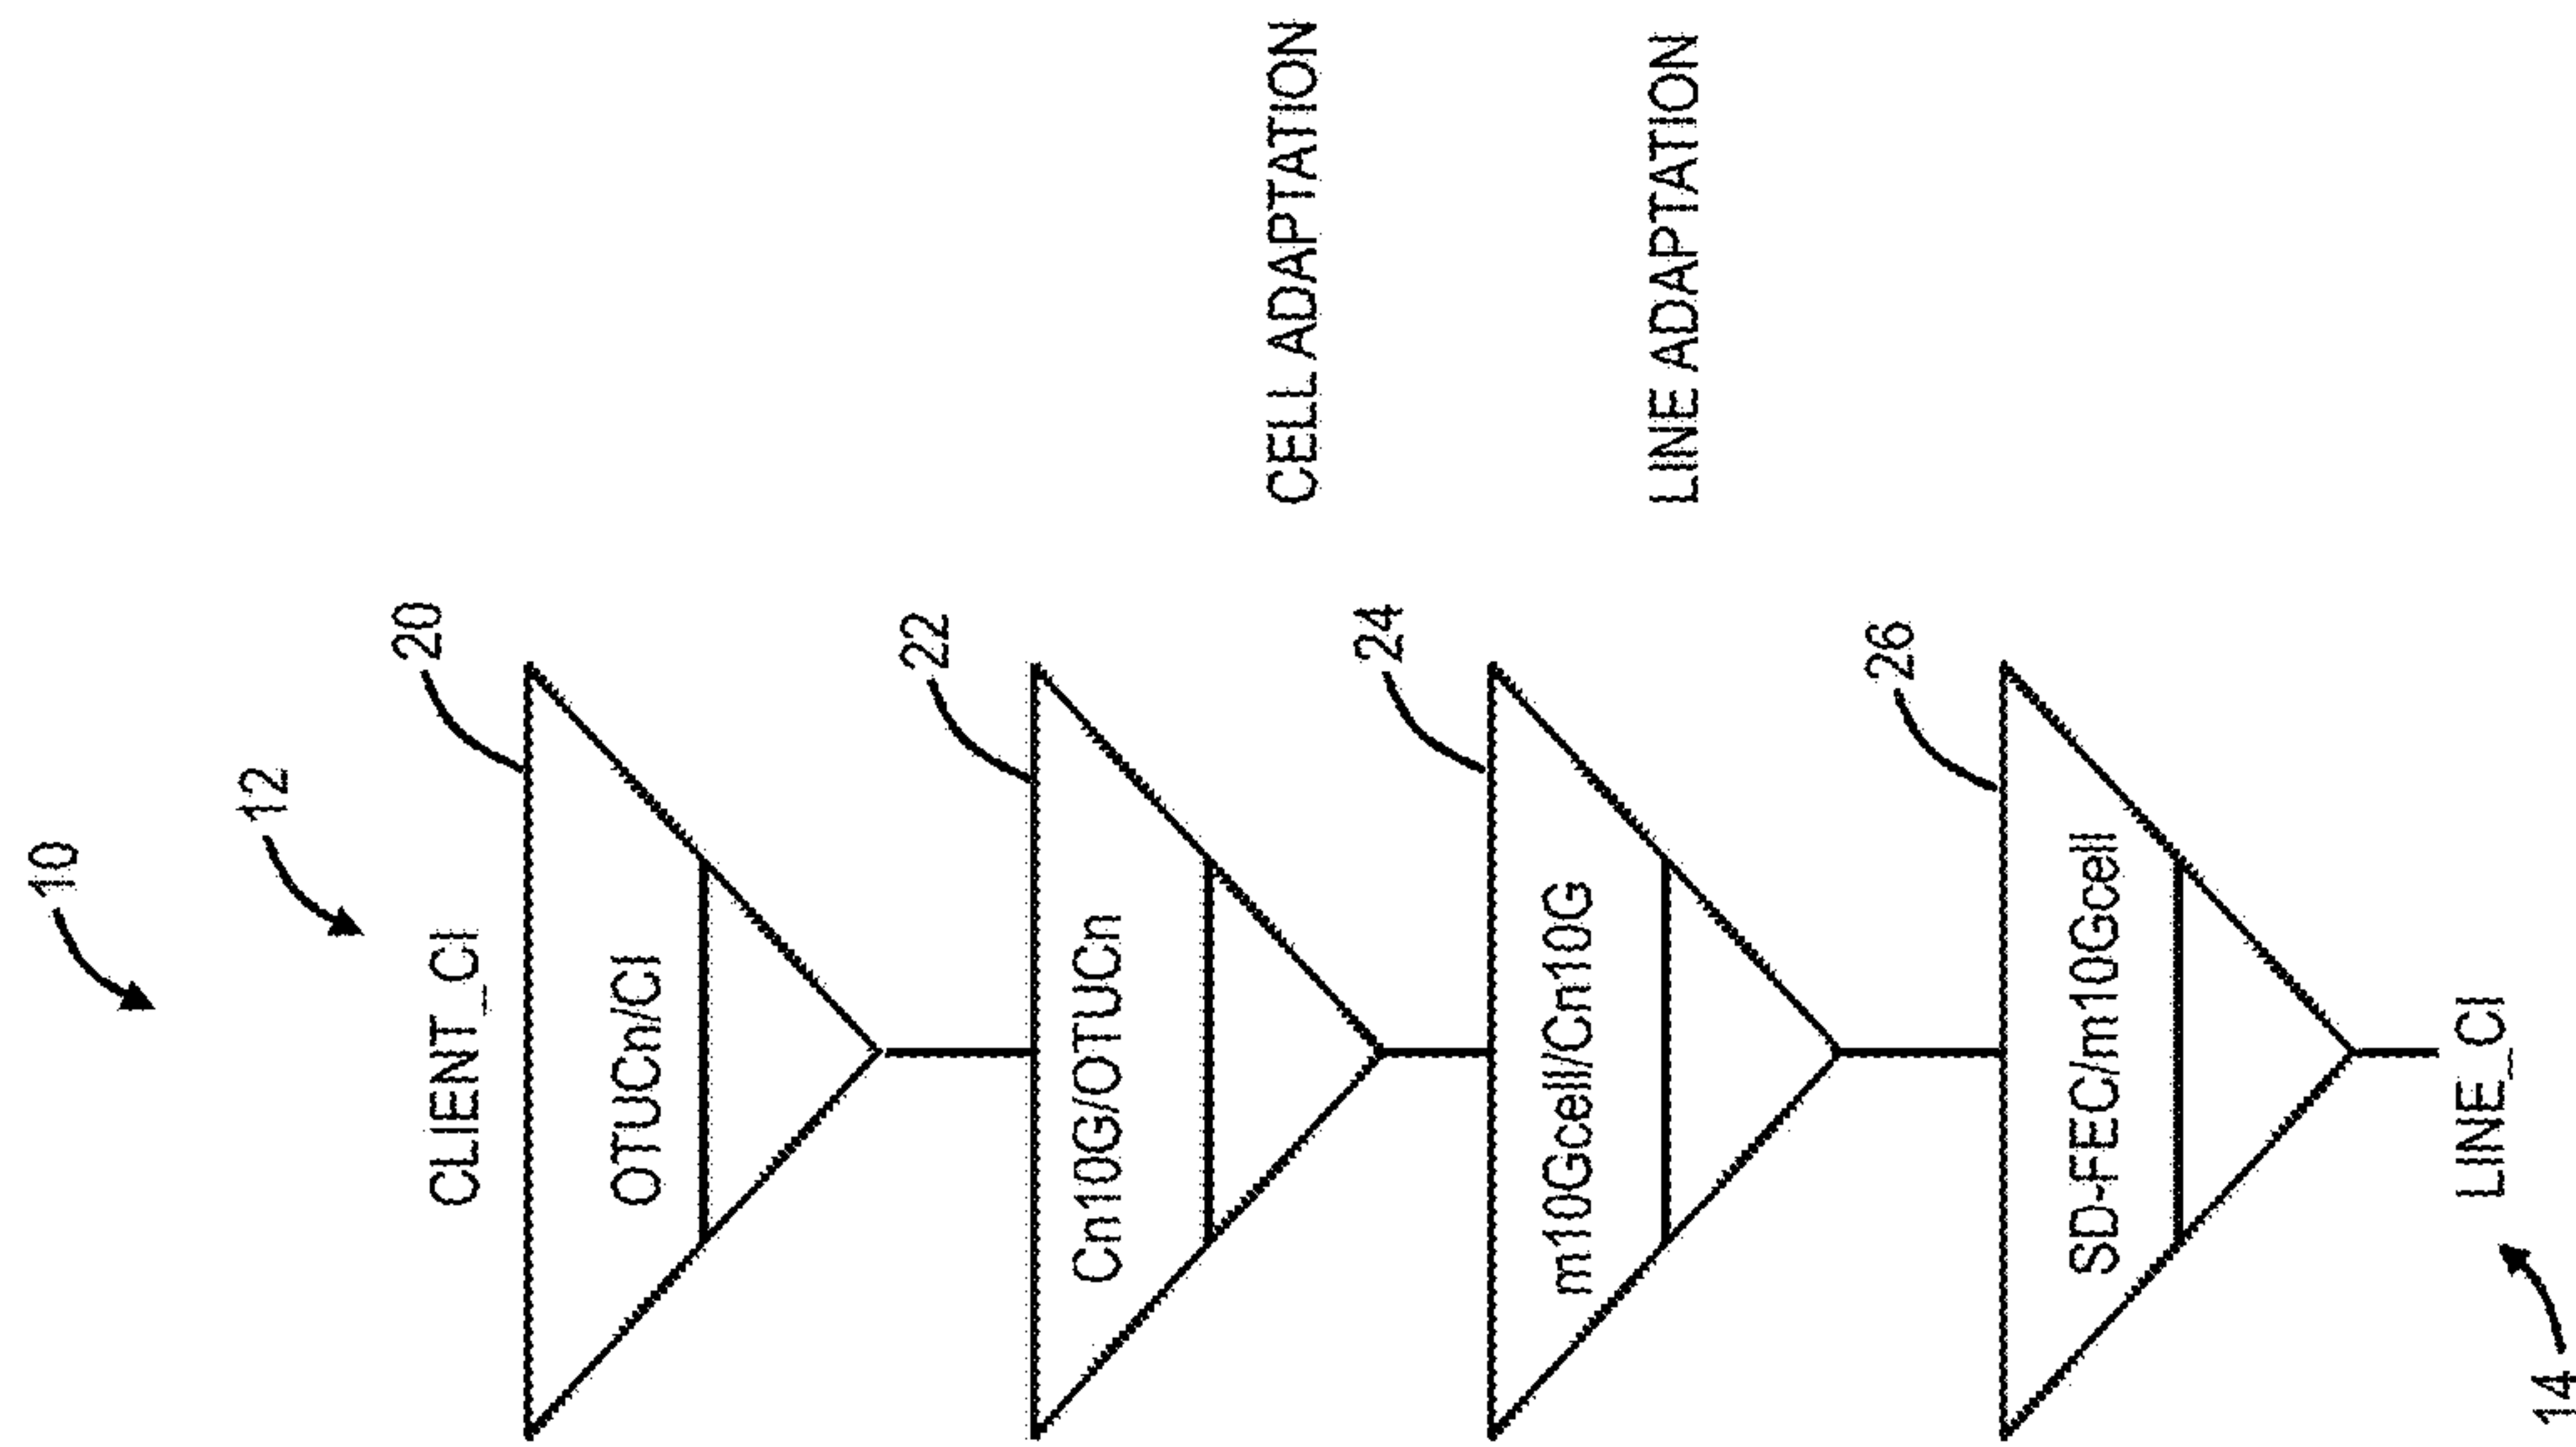 10
12
CLIENT_CI
20
OTUCn/CI
22
Cn10G/OTUCn
CELL ADAPTATION
24
m10Gcell/Cn10G
LINE ADAPTATION
26
SD-FEC/m10Gcell
LINE_CI
14